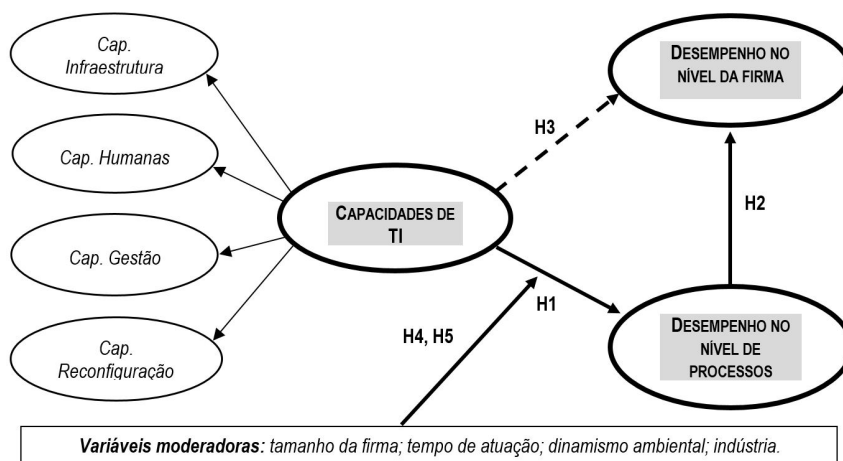 Cap.
Infraestrutura
Cap. Humanas
Cap. Gestão
Cap.
Reconfiguração
CAPACIDADES DE
TI
DESEMPENHO NO
NÍVEL DA FIRMA
H3
H2
H1
H4, H5
DESEMPENHO NO
NÍVEL DE
PROCESSOS
Variáveis moderadoras: tamanho da firma; tempo de atuação; dinamismo ambiental; indústria.